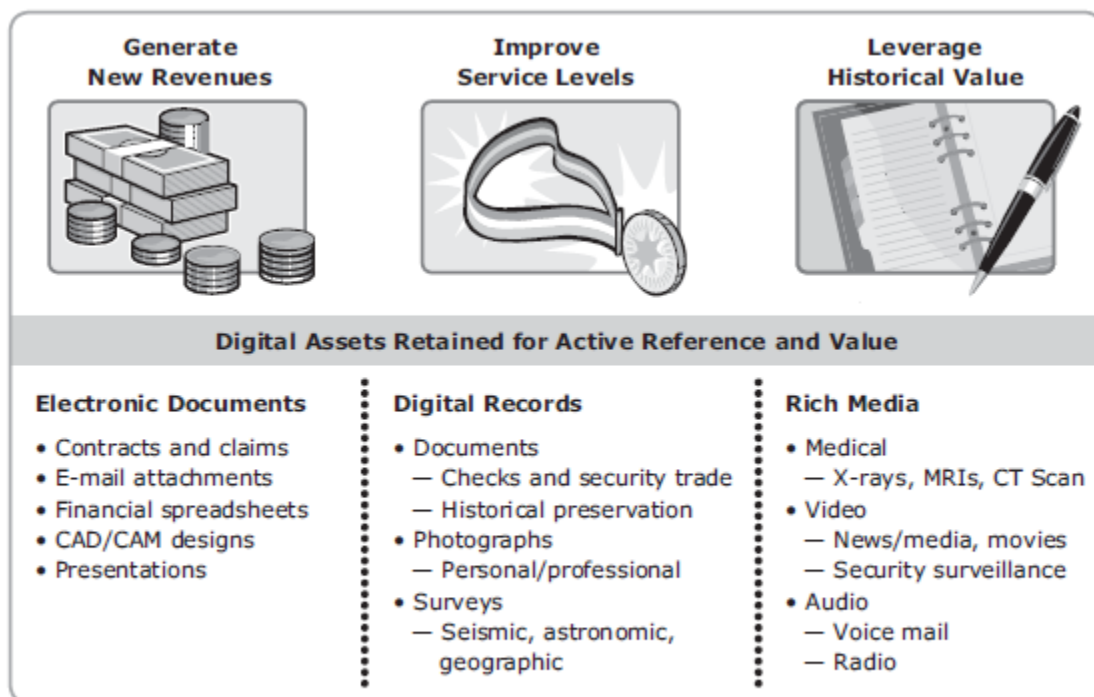 Generate
New Revenues
Improve
Service Levels
Leverage
Historical Value
Digital Assets Retained for Active Reference and Value
Electronic Documents
• Contracts and claims
• E-mail attachments
• Financial spreadsheets
• CAD/CAM designs
• Presentations
Digital Records
• Documents
— Checks and security trade
— Historical preservation
• Photographs
— Personal/professional
• Surveys
— Seismic, astronomic,
geographic
Rich Media
• Medical
— X-rays, MRIs, CT Scan
• Video
— News/media, movies
— Security surveillance
• Audio
— Voice mail
— Radio